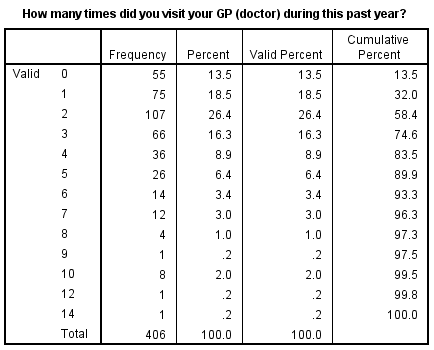 How many times did you visit your GP (doctor) during this past year?
Frequency Percent Valid Percent Cumulative Percent
Valid 0 55 13.5 13.5 13.5
1 75 18.5 18.5 32.0
2 107 26.4 26.4 58.4
3 66 16.3 16.3 74.6
4 36 8.9 8.9 83.5
5 26 6.4 6.4 89.9
6 14 3.4 3.4 93.3
7 12 3.0 3.0 96.3
8 4 1.0 1.0 97.3
9 1 .2 .2 97.5
10 8 2.0 2.0 99.5
12 1 .2 .2 99.8
14 1 .2 .2 100.0
Total 406 100.0 100.0